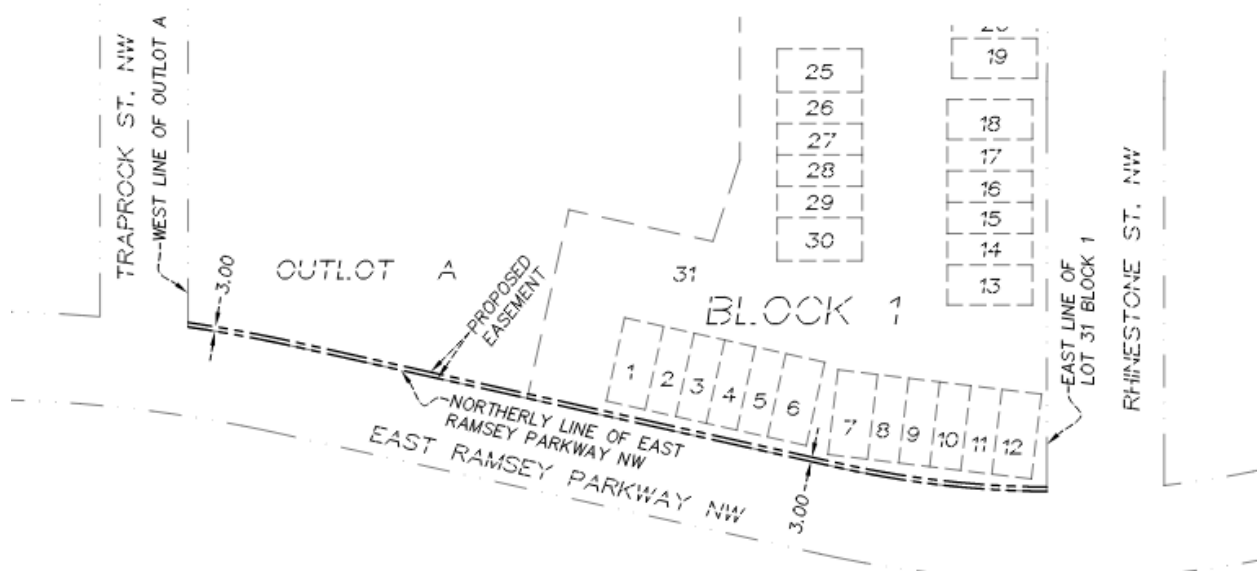 TRAPROCK ST. NW
WEST LINE OF OUTLOT A
3.00
OUTLOT A
PROPOSED
EASEMENT
NORTHERLY LINE OF EAST
RAMSEY PARKWAY NW
EAST RAMSEY PARKWAY NW
31
BLOCK 1
25
26
27
28
29
30
19
18
17
16
15
14
13
1
2
3
4
5
6
7
8
9
10
11
12
3.00
EAST LINE OF
LOT 31 BLOCK 1
RHINESTONE ST. NW